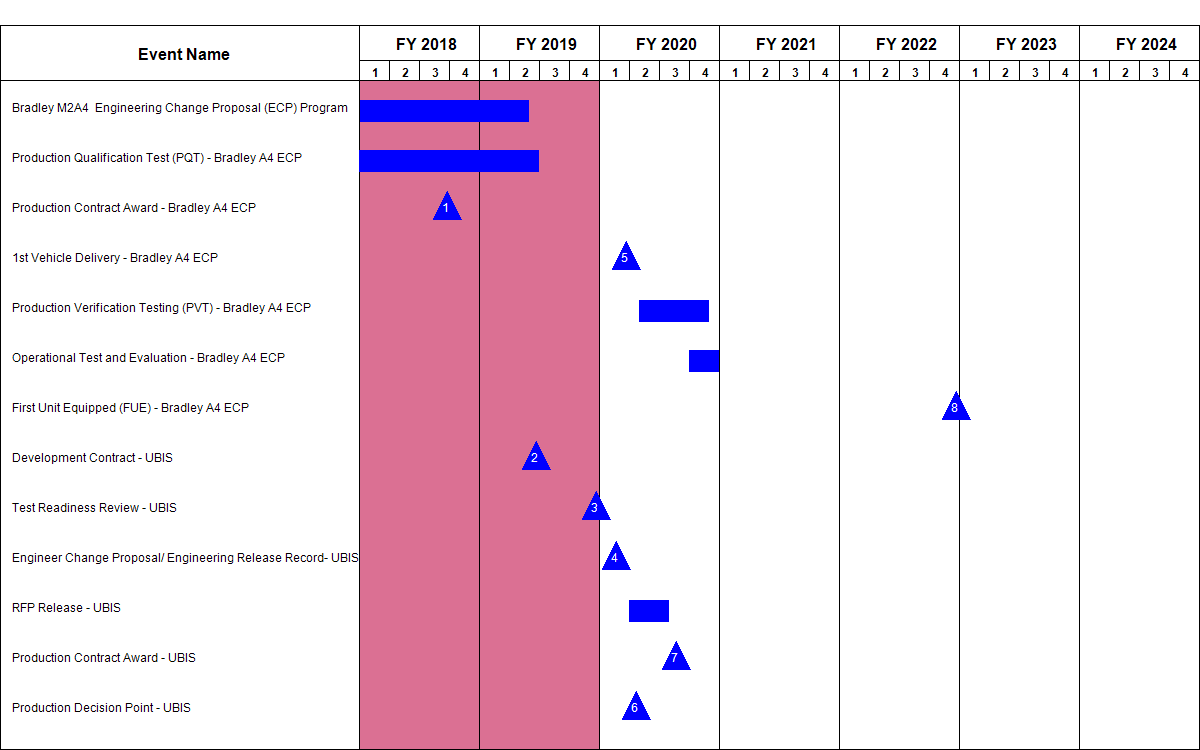 Event Name FY 2018 FY 2019 FY 2020 FY 2021 FY 2022 FY 2023 FY 2024
1 2 3 4 1 2 3 4 1 2 3 4 1 2 3 4 1 2 3 4 1 2 3 4 1 2 3 4
Bradley M2A4 Engineering Change Proposal (ECP) Program
Production Qualification Test (PQT) - Bradley A4 ECP
Production Contract Award - Bradley A4 ECP 1
1st Vehicle Delivery - Bradley A4 ECP 5
Production Verification Testing (PVT) - Bradley A4 ECP
Operational Test and Evaluation - Bradley A4 ECP
First Unit Equipped (FUE) - Bradley A4 ECP 8
Development Contract - UBIS 2
Test Readiness Review - UBIS 3
Engineer Change Proposal/ Engineering Release Record- UBIS 4
RFP Release - UBIS
Production Contract Award - UBIS 7
Production Decision Point - UBIS 6